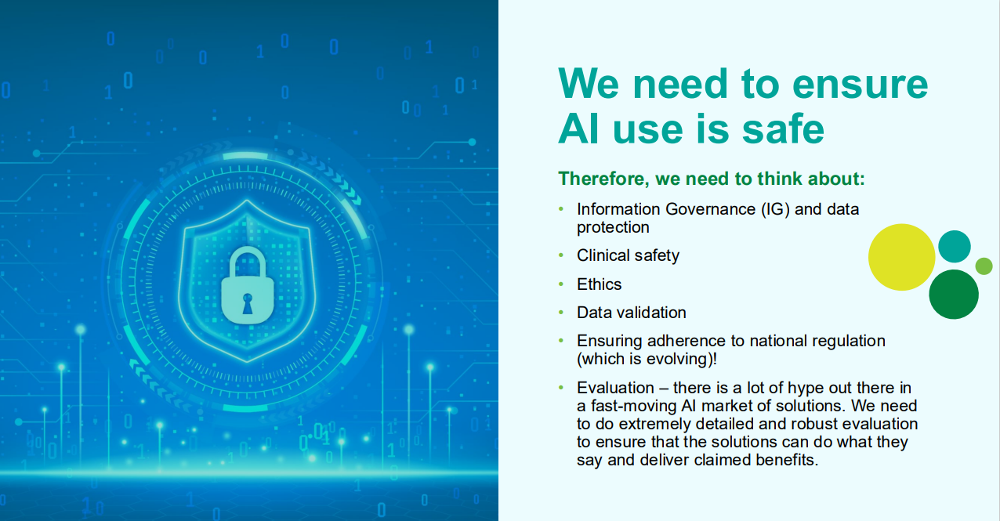 We need to ensure
AI use is safe
Therefore, we need to think about:
• Information Governance (IG) and data
protection
• Clinical safety
• Ethics
• Data validation
• Ensuring adherence to national regulation
(which is evolving)!
• Evaluation – there is a lot of hype out there in
a fast-moving AI market of solutions. We need
to do extremely detailed and robust evaluation
to ensure that the solutions can do what they
say and deliver claimed benefits.